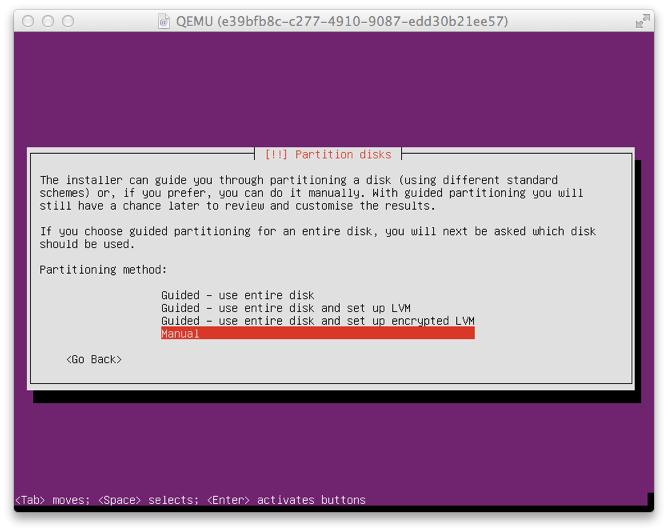 QEMU (e39bfb8c-c277-4910-9087-edd30b21ee57)
[!!] Partition disks
The installer can guide you through partitioning a disk (using different standard
schemes) or, if you prefer, you can do it manually. With guided partitioning you will
still have a chance later to review and customise the results.
If you choose guided partitioning for an entire disk, you will next be asked which disk
should be used.
Partitioning method:
Guided - use entire disk
Guided - use entire disk and set up LVM
Guided - use entire disk and set up encrypted LVM
Manual
<Go Back>
<Tab> moves; <Space> selects; <Enter> activates buttons